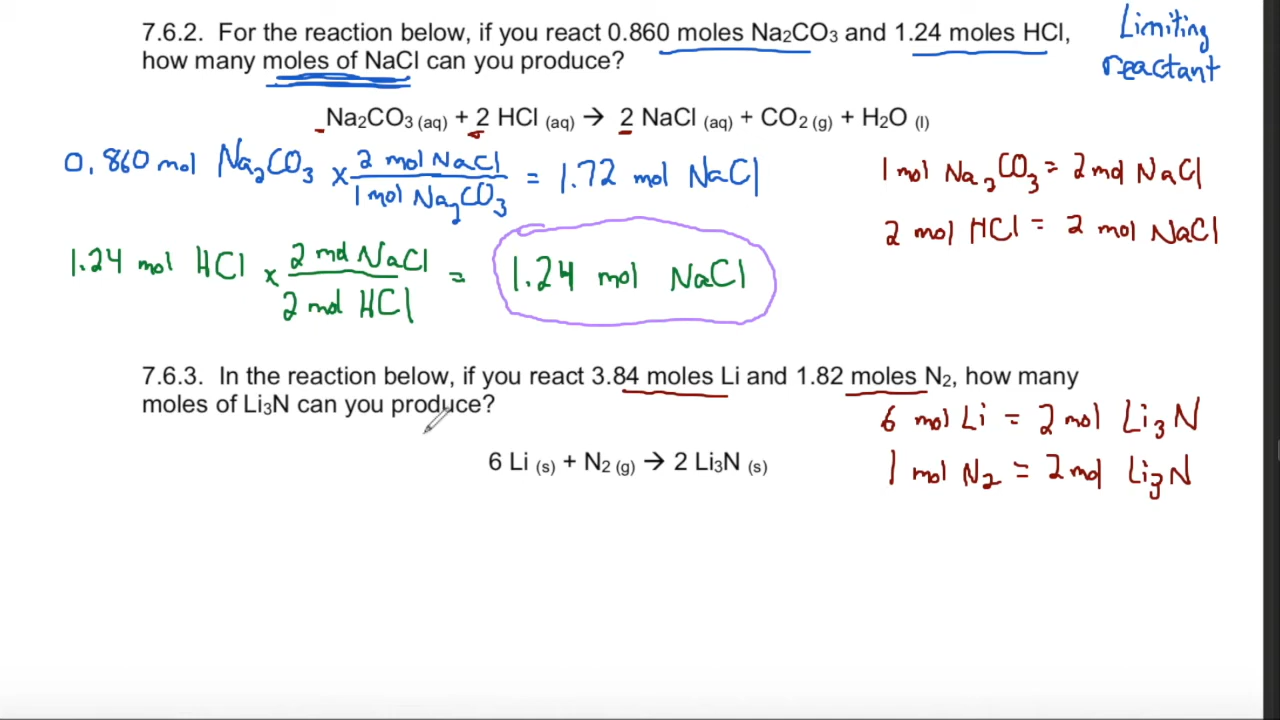 7.6.2. For the reaction below, if you react 0.860 moles Na₂CO₃ and 1.24 moles HCl,
how many moles of NaCl can you produce?
Limiting
reactant
Na₂CO₃ (aq) + 2 HCl (aq) → 2 NaCl (aq) + CO₂ (g) + H₂O (l)
0.860 mol Na₂CO₃ × 2 mol NaCl / 1 mol Na₂CO₃ = 1.72 mol NaCl
1 mol Na₂CO₃ = 2 mol NaCl
2 mol HCl = 2 mol NaCl
1.24 mol HCl × 2 mol NaCl / 2 mol HCl = 1.24 mol NaCl
7.6.3. In the reaction below, if you react 3.84 moles Li and 1.82 moles N₂, how many
moles of Li₃N can you produce?
6 mol Li = 2 mol Li₃N
6 Li (s) + N₂ (g) → 2 Li₃N (s)
1 mol N₂ = 2 mol Li₃N